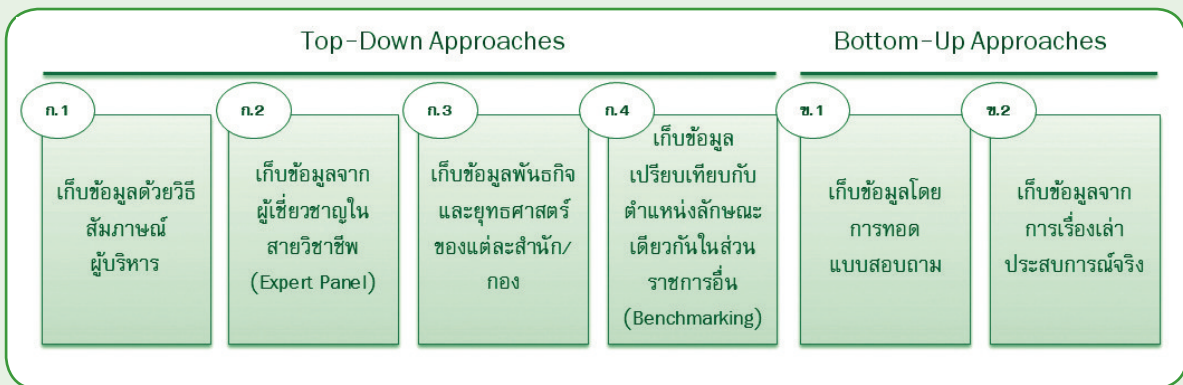 Top-Down Approaches
Bottom-Up Approaches
ก.1
เก็บข้อมูลด้วยวิธี
สัมภาษณ์
ผู้บริหาร
ก.2
เก็บข้อมูลจาก
ผู้เชี่ยวชาญใน
สายวิชาชีพ
(Expert Panel)
ก.3
เก็บข้อมูลพันธกิจ
และยุทธศาสตร์
ของแต่ละสำนัก/
กอง
ก.4
เก็บข้อมูล
เปรียบเทียบกับ
ตำแหน่งลักษณะ
เดียวกันในส่วน
ราชการอื่น
(Benchmarking)
ข.1
เก็บข้อมูลโดย
การทอด
แบบสอบถาม
ข.2
เก็บข้อมูลจาก
การเรื่องเล่า
ประสบการณ์จริง